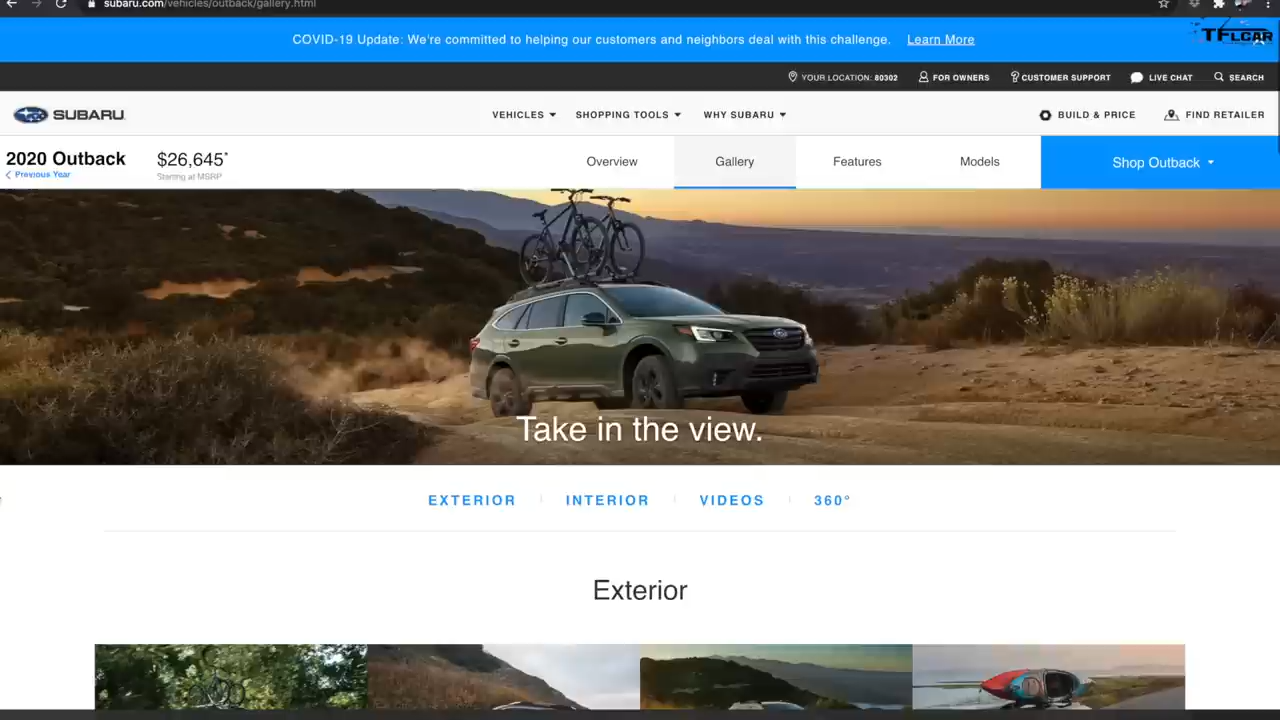 subaru.com/vehicles/outback/gallery.html
COVID-19 Update: We're committed to helping our customers and neighbors deal with this challenge. Learn More
TFLCAR
YOUR LOCATION: 80302 FOR OWNERS CUSTOMER SUPPORT LIVE CHAT SEARCH
SUBARU VEHICLES SHOPPING TOOLS WHY SUBARU BUILD & PRICE FIND RETAILER
2020 Outback $26,645* Overview Gallery Features Models Shop Outback
Previous Year Starting at MSRP
Take in the view.
EXTERIOR INTERIOR VIDEOS 360°
Exterior